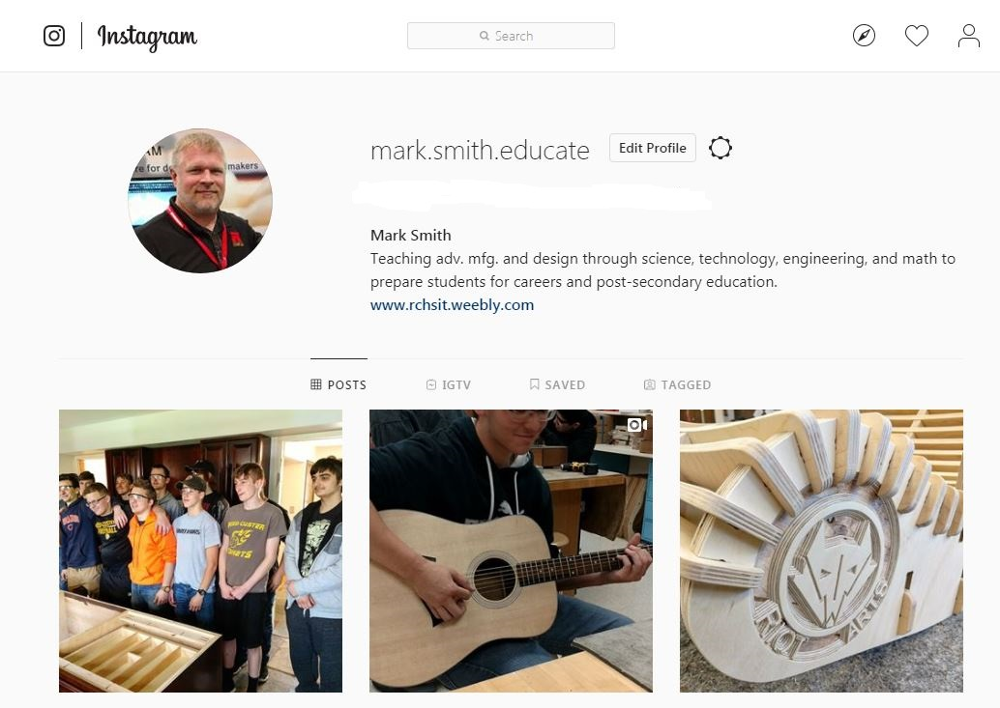 Instagram
Search
mark.smith.educate Edit Profile
Mark Smith
Teaching adv. mfg. and design through science, technology, engineering, and math to
prepare students for careers and post-secondary education.
www.rchsit.weebly.com
POSTS IGTV SAVED TAGGED
makers